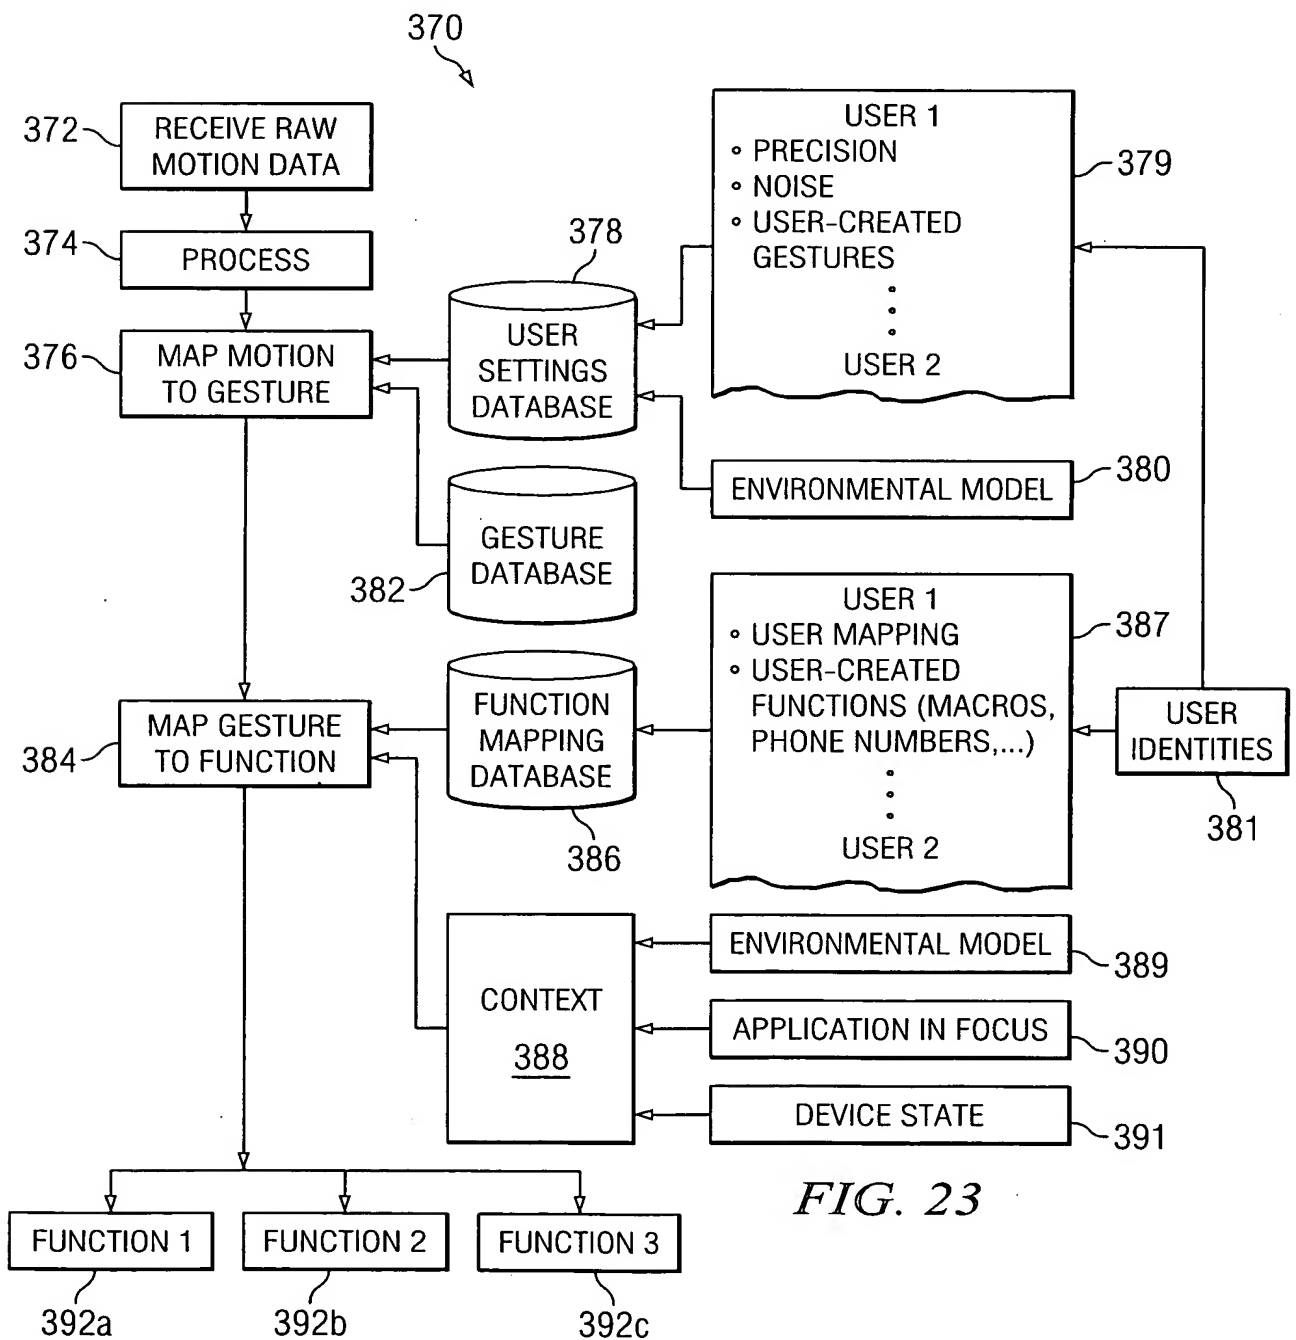 370
372
RECEIVE RAW
MOTION DATA
374
PROCESS
376
MAP MOTION
TO GESTURE
378
USER
SETTINGS
DATABASE
USER 1
∘ PRECISION
∘ NOISE
∘ USER-CREATED
GESTURES
USER 2
379
ENVIRONMENTAL MODEL
380
GESTURE
DATABASE
382
USER 1
∘ USER MAPPING
∘ USER-CREATED
FUNCTIONS (MACROS,
PHONE NUMBERS,...)
USER 2
387
USER
IDENTITIES
381
384
MAP GESTURE
TO FUNCTION
FUNCTION
MAPPING
DATABASE
386
CONTEXT
388
ENVIRONMENTAL MODEL
389
APPLICATION IN FOCUS
390
DEVICE STATE
391
FUNCTION 1
FUNCTION 2
FUNCTION 3
392a
392b
392c
FIG. 23